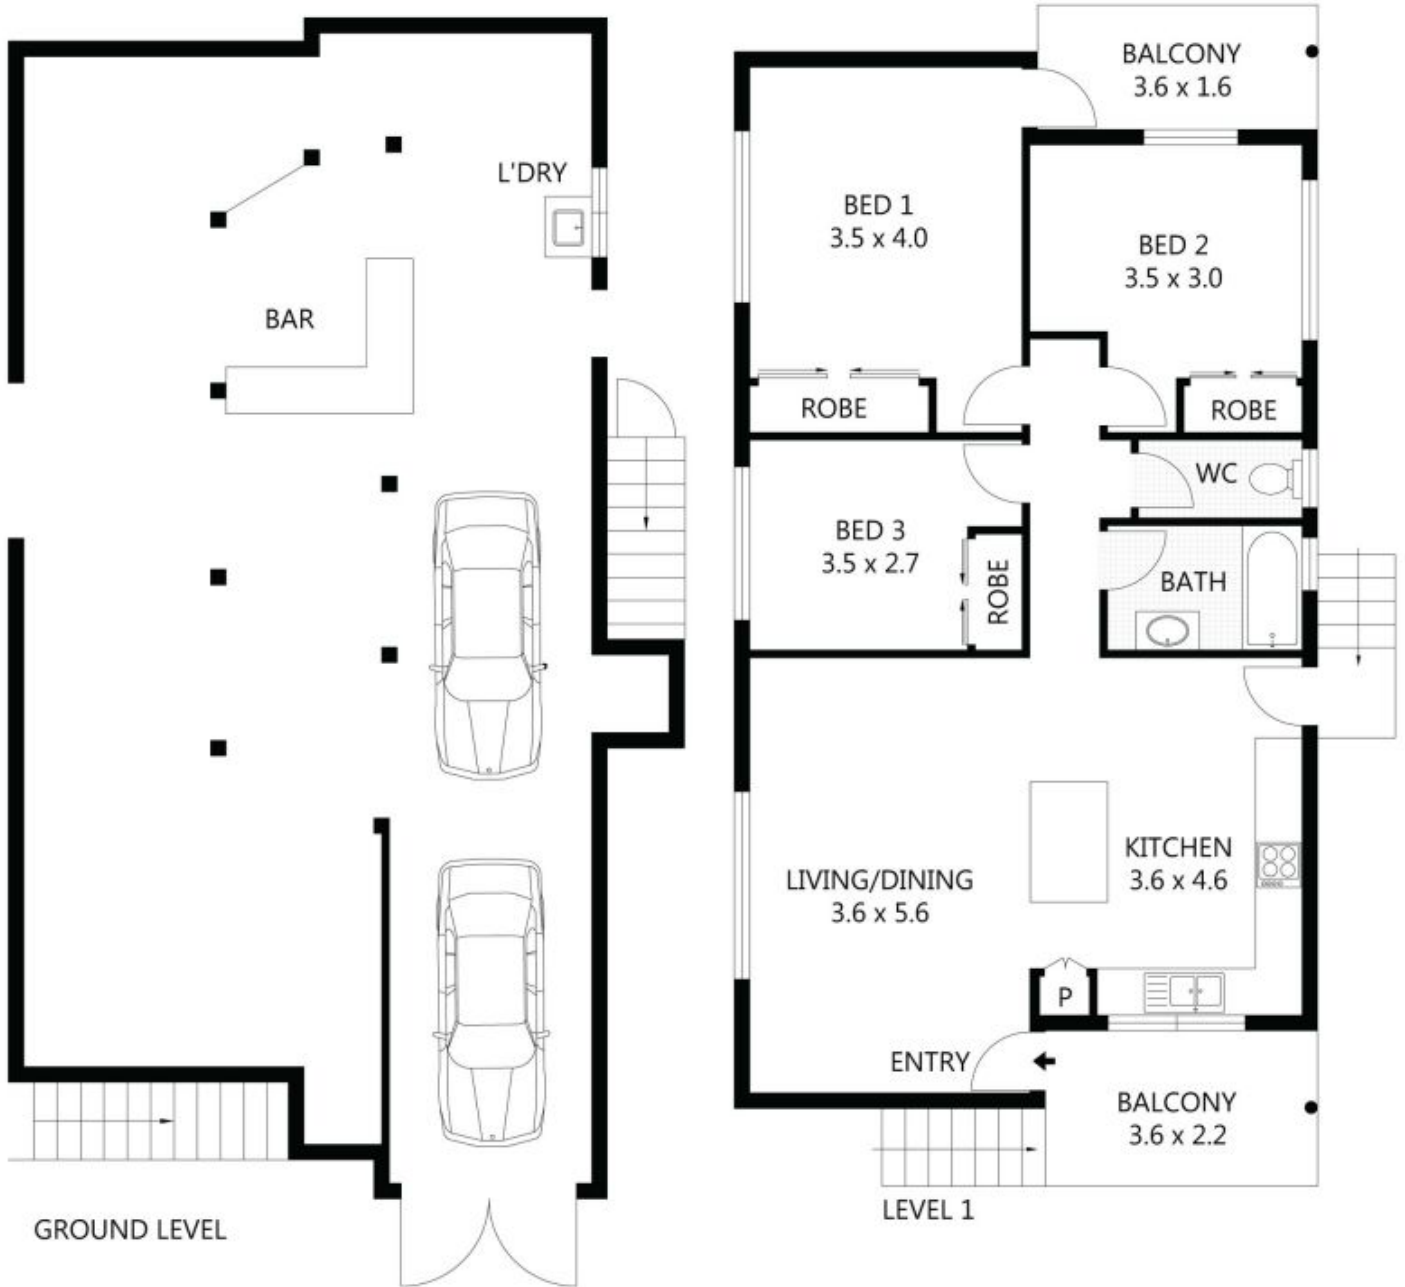 L'DRY
BAR
GROUND LEVEL
BALCONY
3.6 x 1.6
BED 1
3.5 x 4.0
BED 2
3.5 x 3.0
ROBE
ROBE
WC
BED 3
3.5 x 2.7
ROBE
BATH
KITCHEN
3.6 x 4.6
LIVING/DINING
3.6 x 5.6
P
ENTRY
BALCONY
3.6 x 2.2
LEVEL 1